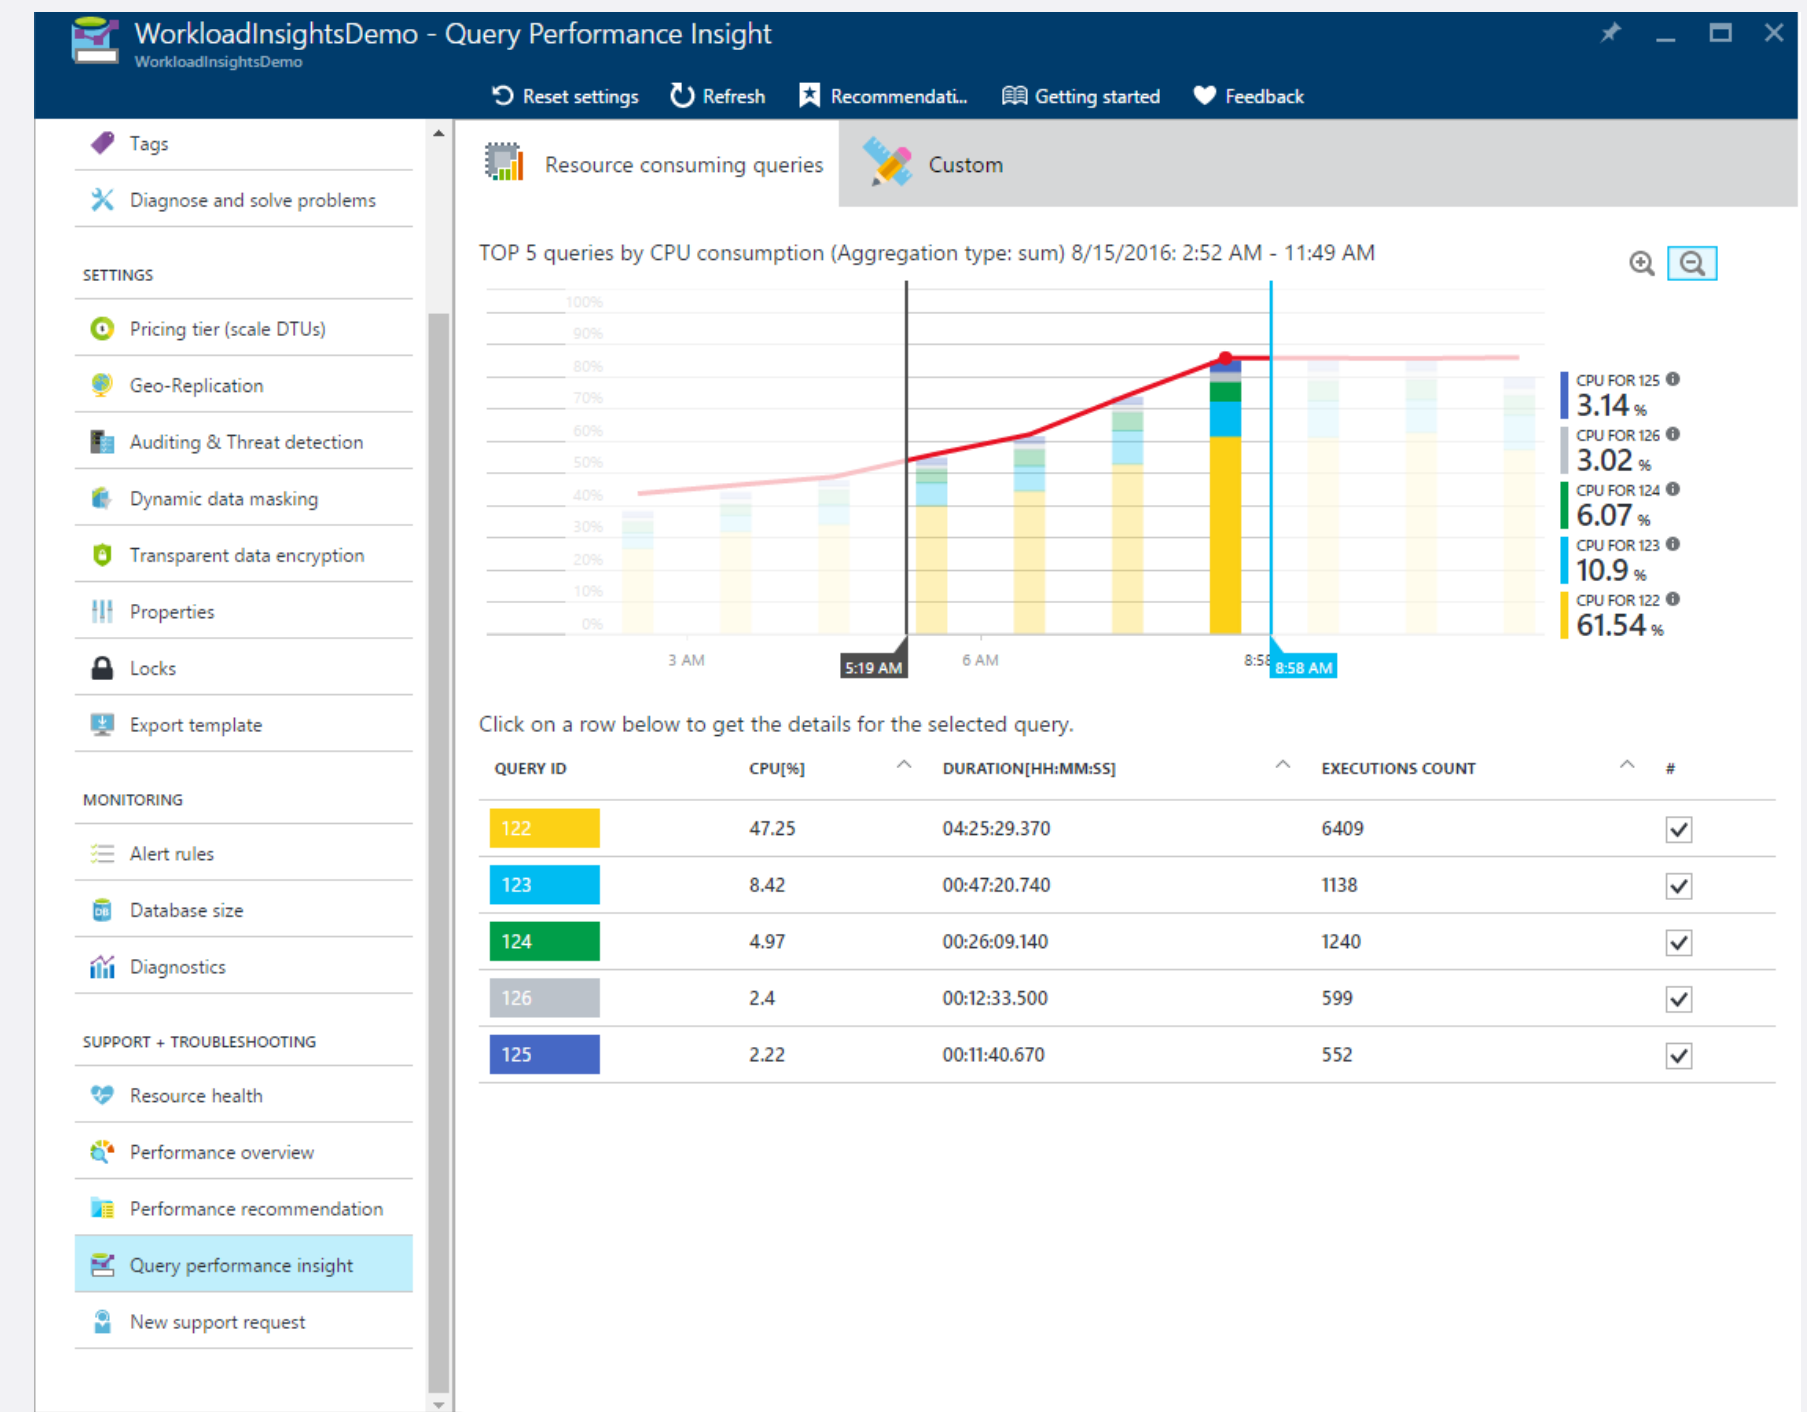 WorkloadInsightsDemo - Query Performance Insight
WorkloadInsightsDemo
Reset settings Refresh Recommendati... Getting started Feedback
Tags
Diagnose and solve problems
SETTINGS
Pricing tier (scale DTUs)
Geo-Replication
Auditing & Threat detection
Dynamic data masking
Transparent data encryption
Properties
Locks
Export template
MONITORING
Alert rules
Database size
Diagnostics
SUPPORT + TROUBLESHOOTING
Resource health
Performance overview
Performance recommendation
Query performance insight
New support request
Resource consuming queries Custom
TOP 5 queries by CPU consumption (Aggregation type: sum) 8/15/2016: 2:52 AM - 11:49 AM
100%
90%
80%
70%
60%
50%
40%
30%
20%
10%
0%
3 AM 5:19 AM 6 AM 8:58 8:58 AM
CPU FOR 125
3.14 %
CPU FOR 126
3.02 %
CPU FOR 124
6.07 %
CPU FOR 123
10.9 %
CPU FOR 122
61.54 %
Click on a row below to get the details for the selected query.
QUERY ID CPU[%] DURATION[HH:MM:SS] EXECUTIONS COUNT #
122 47.25 04:25:29.370 6409
123 8.42 00:47:20.740 1138
124 4.97 00:26:09.140 1240
126 2.4 00:12:33.500 599
125 2.22 00:11:40.670 552